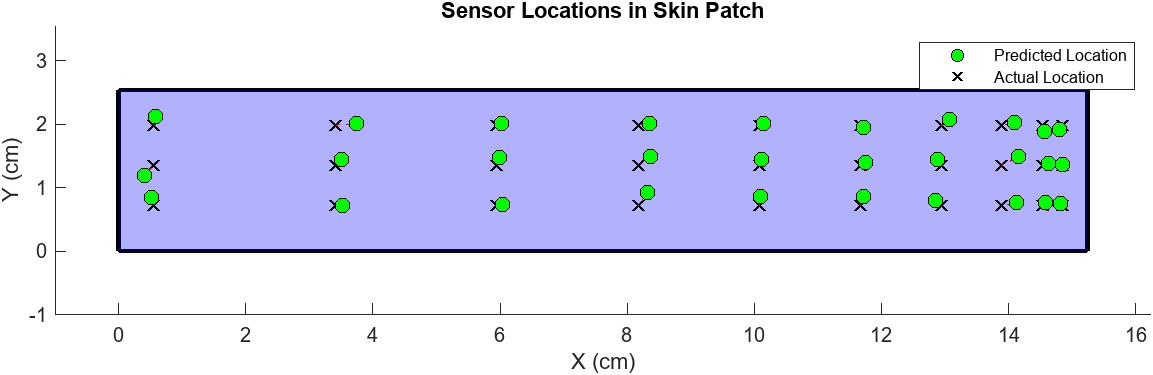 Sensor Locations in Skin Patch
Predicted Location
Actual Location
3
2
1
0
-1
Y (cm)
0 2 4 6 8 10 12 14 16
X (cm)